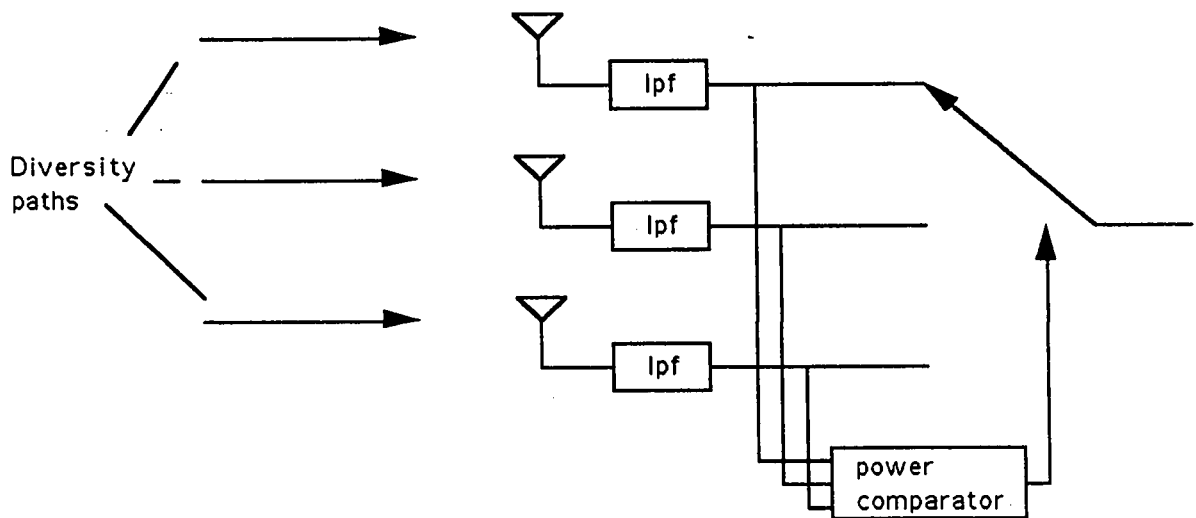 lpf
Diversity
paths
lpf
lpf
power
comparator